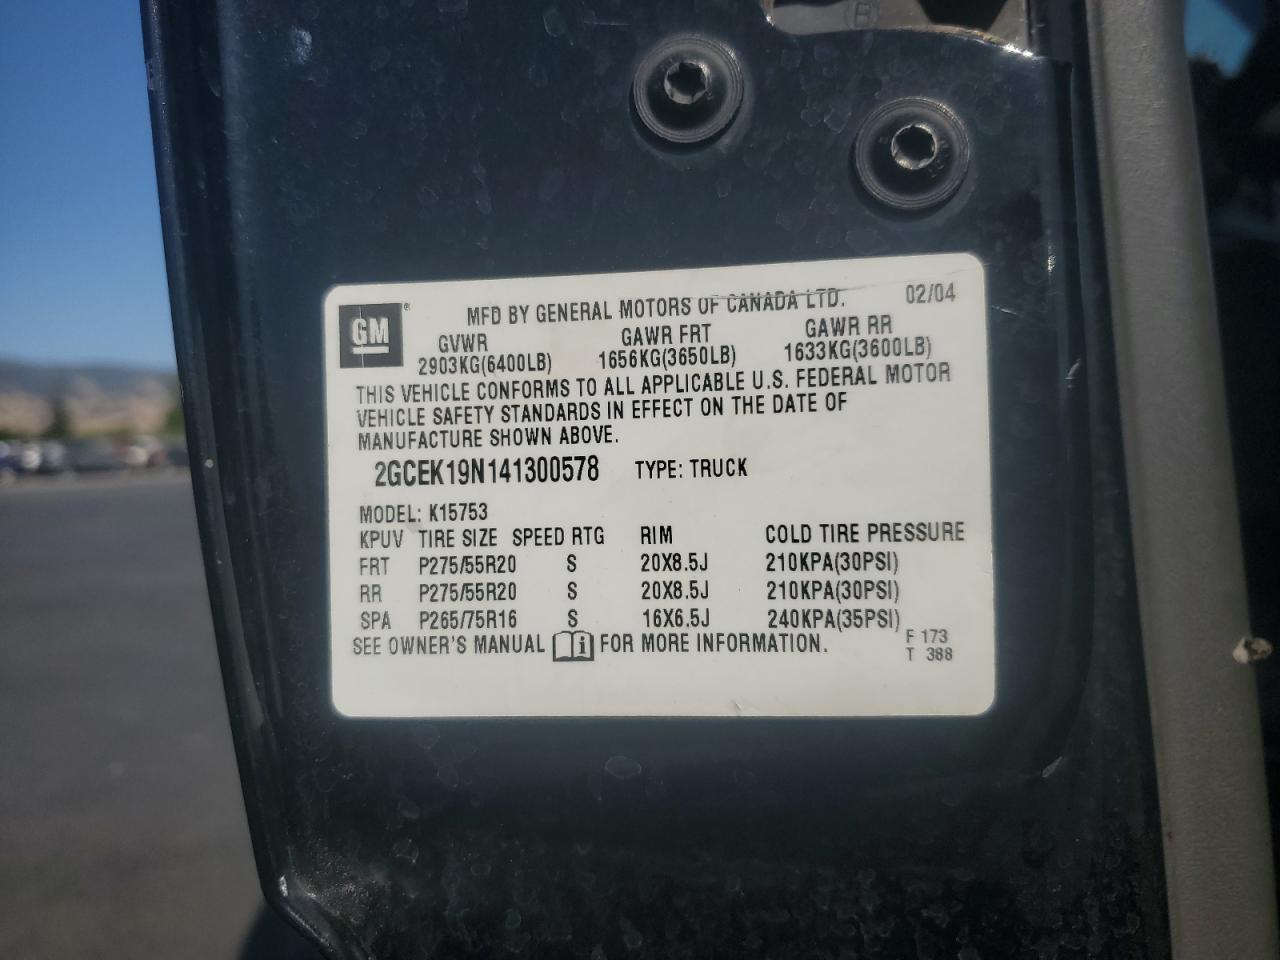 B
GM ® MFD BY GENERAL MOTORS OF CANADA LTD. 02/04
GVWR GAWR FRT GAWR RR
2903KG(6400LB) 1656KG(3650LB) 1633KG(3600LB)
THIS VEHICLE CONFORMS TO ALL APPLICABLE U.S. FEDERAL MOTOR
VEHICLE SAFETY STANDARDS IN EFFECT ON THE DATE OF
MANUFACTURE SHOWN ABOVE.
2GCEK19N141300578 TYPE: TRUCK
MODEL: K15753
KPUV TIRE SIZE SPEED RTG RIM COLD TIRE PRESSURE
FRT P275/55R20 S 20X8.5J 210KPA(30PSI)
RR P275/55R20 S 20X8.5J 210KPA(30PSI)
SPA P265/75R16 S 16X6.5J 240KPA(35PSI)
SEE OWNER'S MANUAL i FOR MORE INFORMATION. F 173
T 388